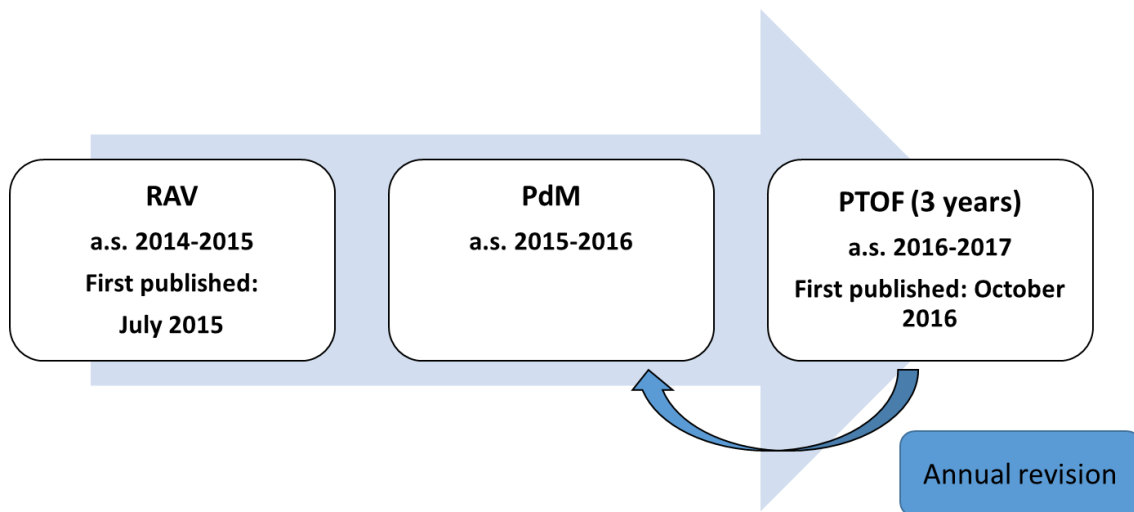 RAV
a.s. 2014-2015
First published:
July 2015
PdM
a.s. 2015-2016
PTOF (3 years)
a.s. 2016-2017
First published: October
2016
Annual revision